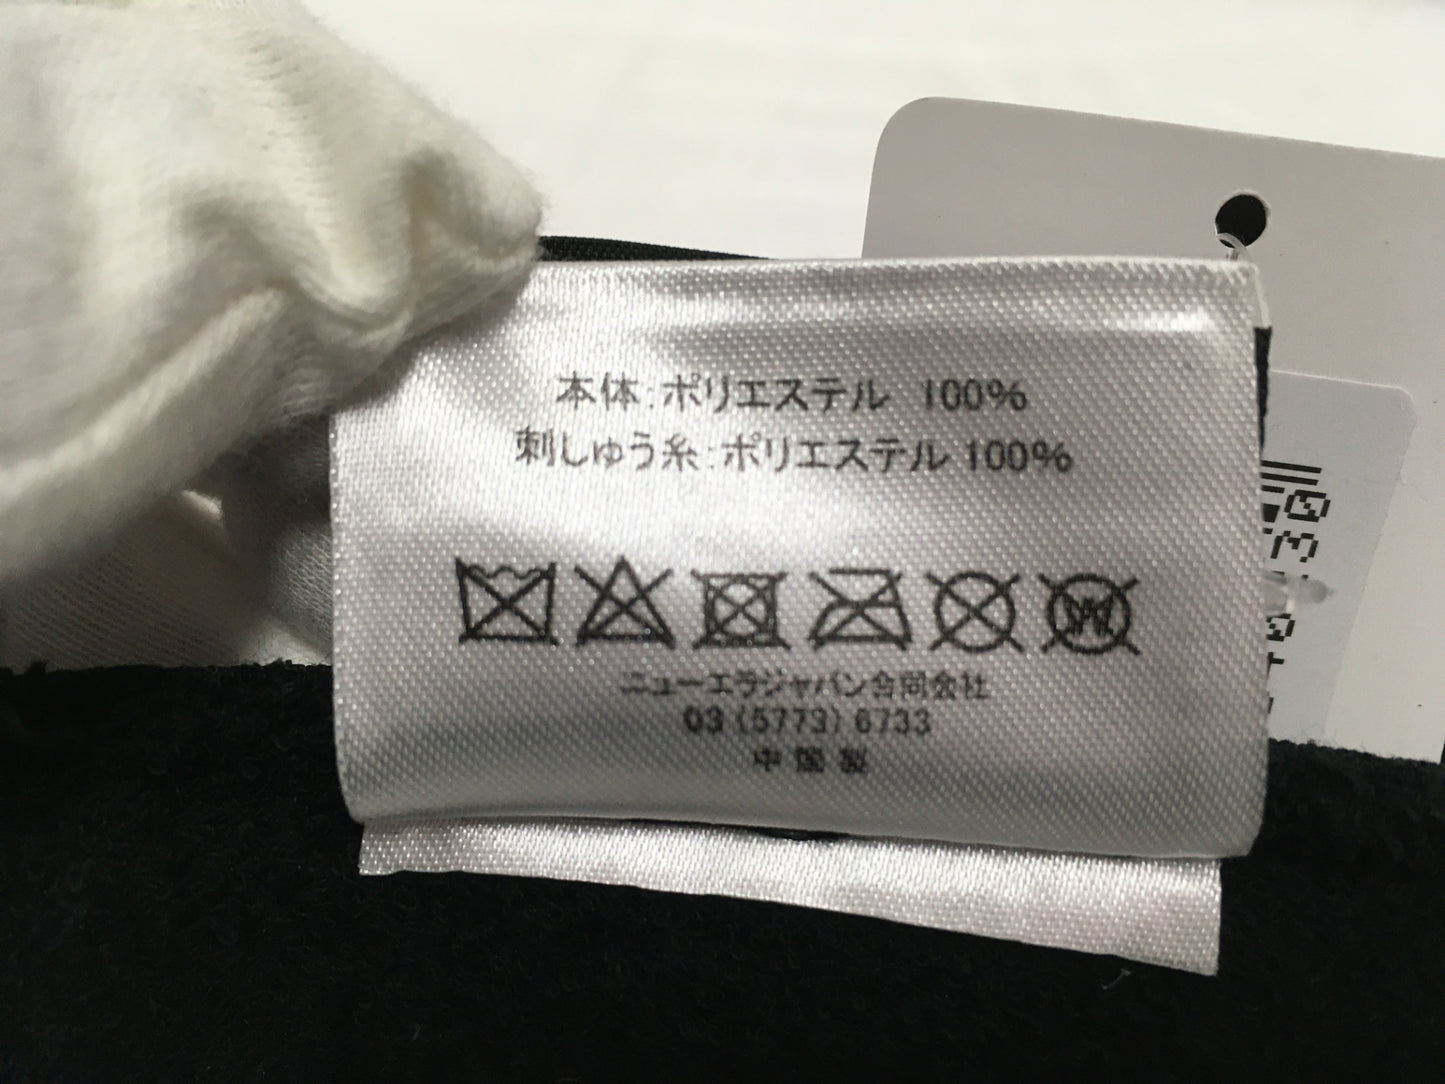 本体:ポリエステル 100%
刺しゅう糸:ポリエステル 100%
ニューエラジャパン合同会社
03 (5773) 6733
中国製